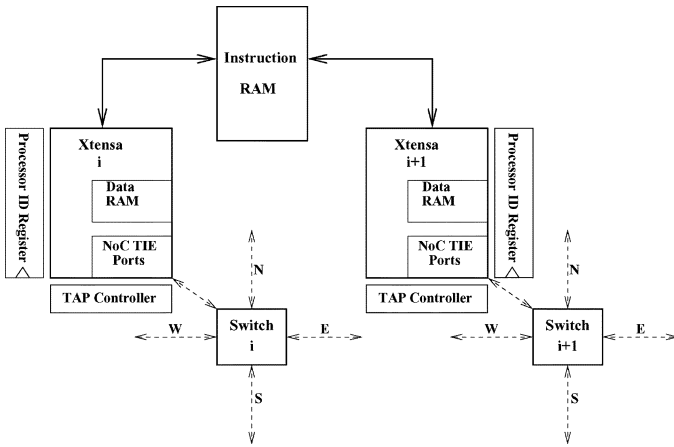 Instruction
RAM
Processor ID Register
Xtensa
i
Data
RAM
NoC TIE
Ports
TAP Controller
Xtensa
i+1
Data
RAM
NoC TIE
Ports
TAP Controller
Processor ID Register
N
W
Switch
i
E
S
N
W
Switch
i+1
E
S